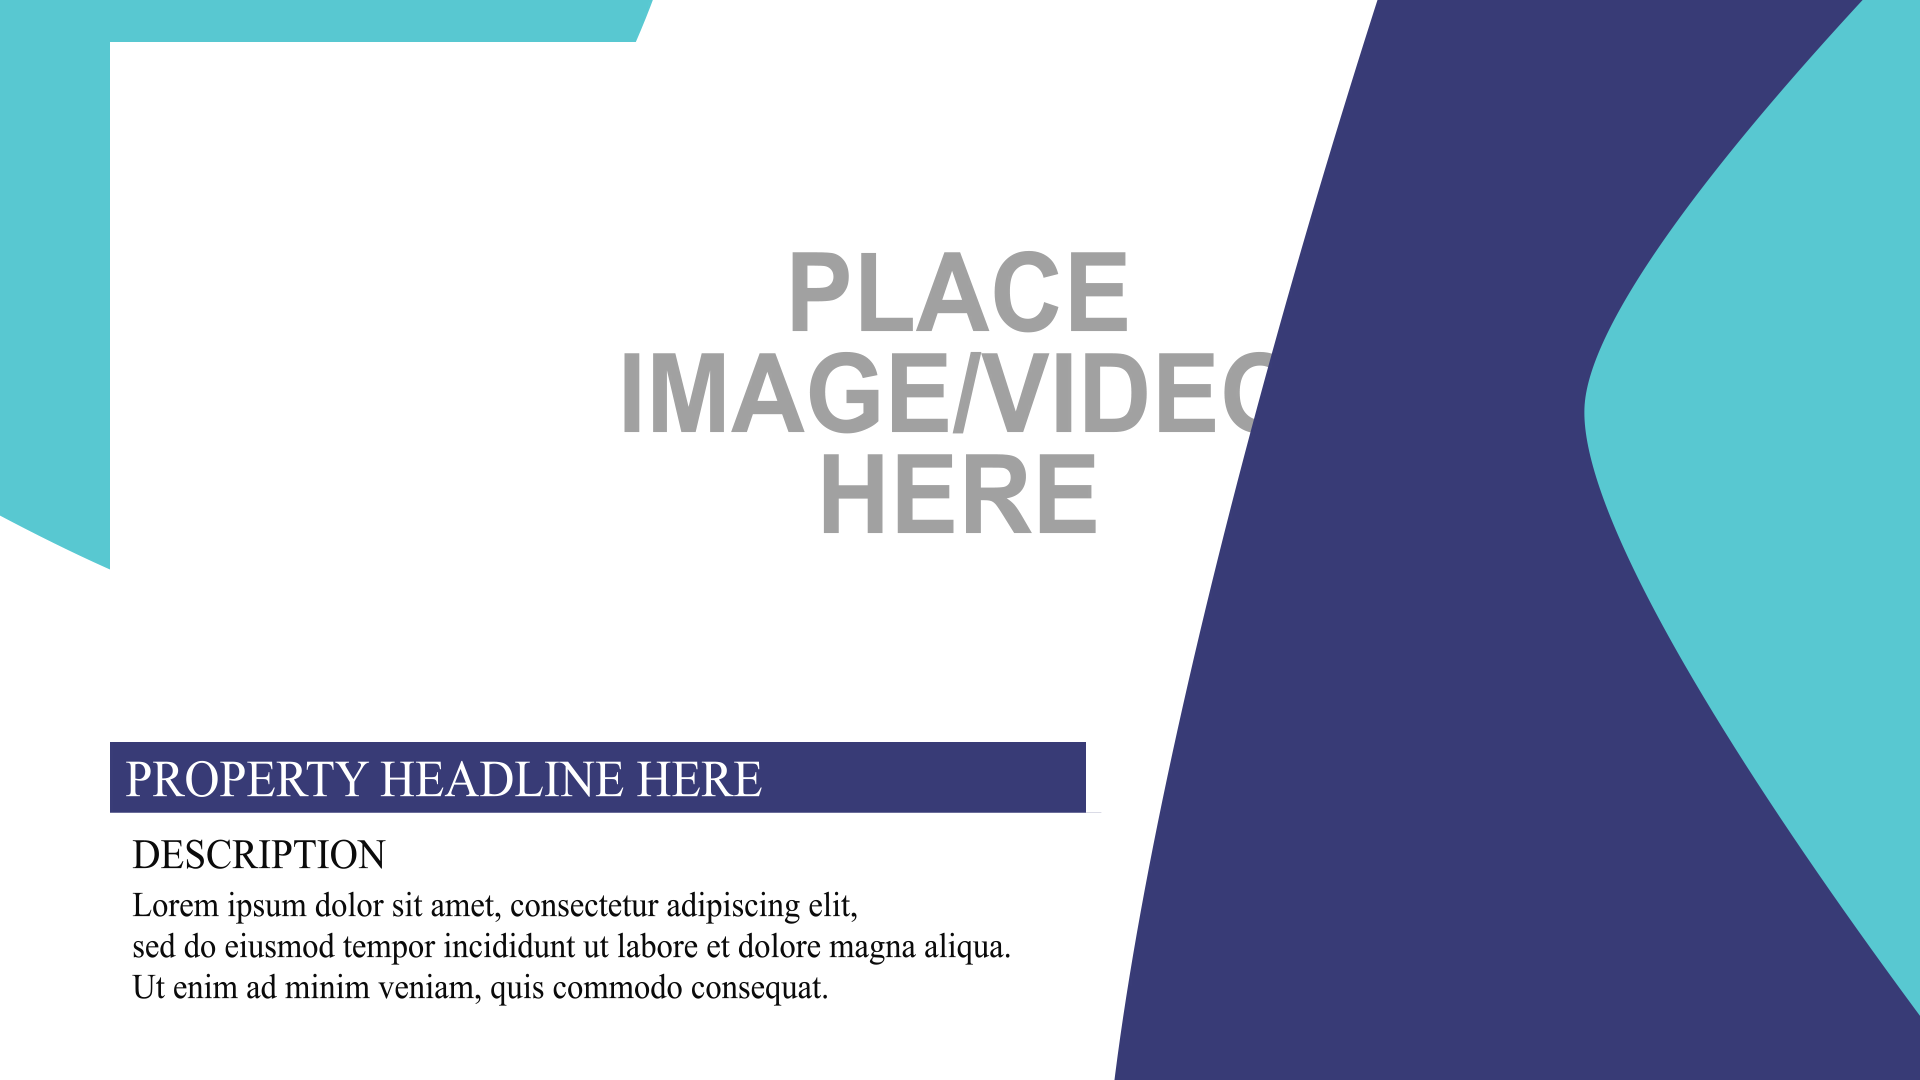 PLACE
IMAGE/VIDEO
HERE
PROPERTY HEADLINE HERE
DESCRIPTION
Lorem ipsum dolor sit amet, consectetur adipiscing elit,
sed do eiusmod tempor incididunt ut labore et dolore magna aliqua.
Ut enim ad minim veniam, quis commodo consequat.